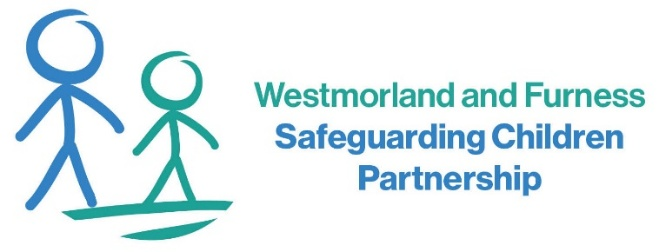 Westmorland and Furness
Safeguarding Children
Partnership